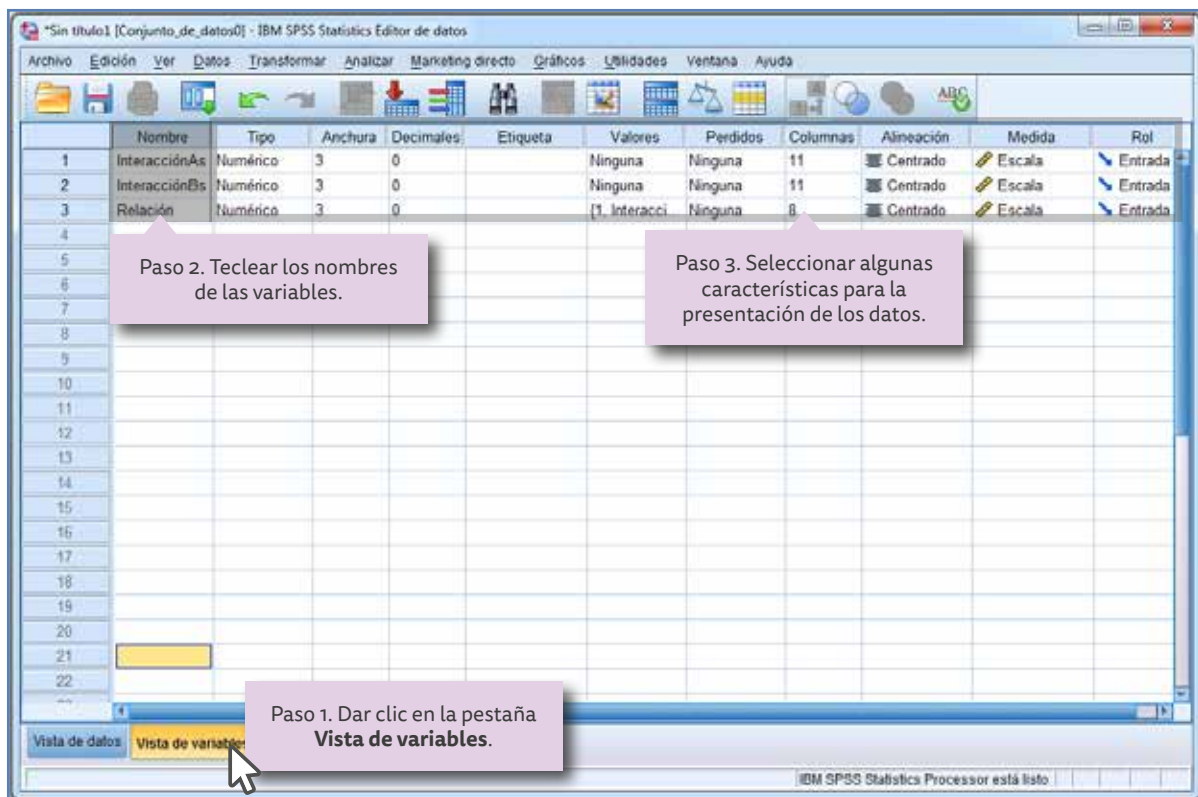 *Sin título1 [Conjunto_de_datos0] - IBM SPSS Statistics Editor de datos
Archivo Edición Ver Datos Transformar Analizar Marketing directo Gráficos Utilidades Ventana Ayuda
Nombre Tipo Anchura Decimales Etiqueta Valores Perdidos Columnas Alineación Medida Rol
1 InteracciónAs Numérico 3 0 Ninguna Ninguna 11 Centrado Escala Entrada
2 InteracciónBs Numérico 3 0 Ninguna Ninguna 11 Centrado Escala Entrada
3 Relación Numérico 3 0 {1, Interacci... Ninguna 8 Centrado Escala Entrada
4
5
6
7
8
9
10
11
12
13
14
15
16
17
18
19
20
21
22
Paso 2. Teclear los nombres
de las variables.
Paso 3. Seleccionar algunas
características para la
presentación de los datos.
Paso 1. Dar clic en la pestaña
Vista de variables.
Vista de datos Vista de variables
IBM SPSS Statistics Processor está listo